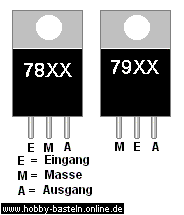 78XX 79XX
E M A M E A
E = Eingang
M = Masse
A = Ausgang
www.hobby-basteln.online.de